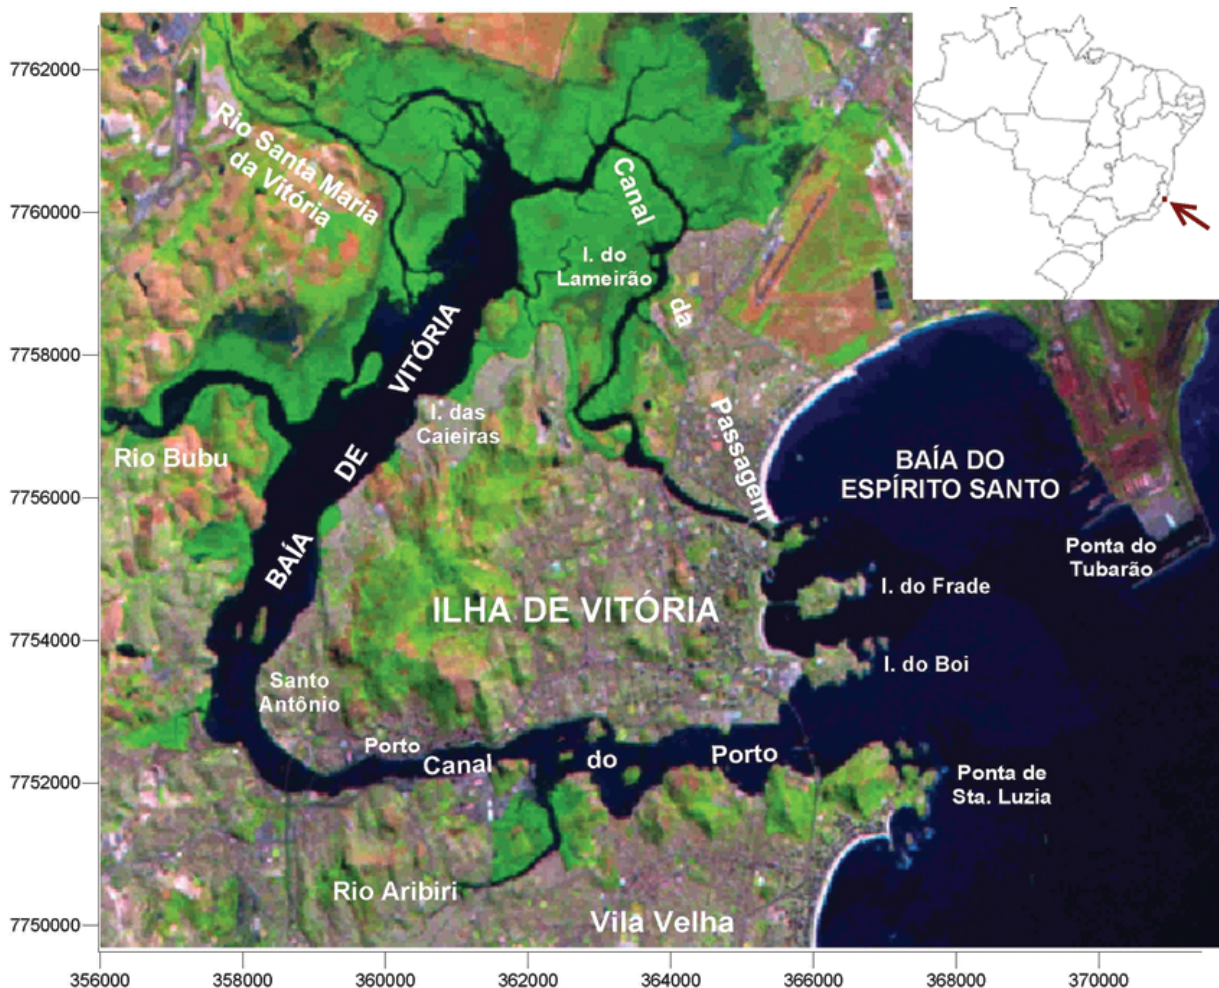 7762000
7760000
7758000
7756000
7754000
7752000
7750000
356000
358000
360000
362000
364000
366000
368000
370000
Rio Santa Maria
da Vitória
Canal
da
Passagem
I. do
Lameirão
BAÍA DE VITÓRIA
I. das
Caieiras
Rio Bubu
BAÍA DO
ESPÍRITO SANTO
Ponta do
Tubarão
I. do Frade
ILHA DE VITÓRIA
I. do Boi
Santo
Antônio
Porto
Canal do Porto
Ponta de
Sta. Luzia
Rio Aribiri
Vila Velha